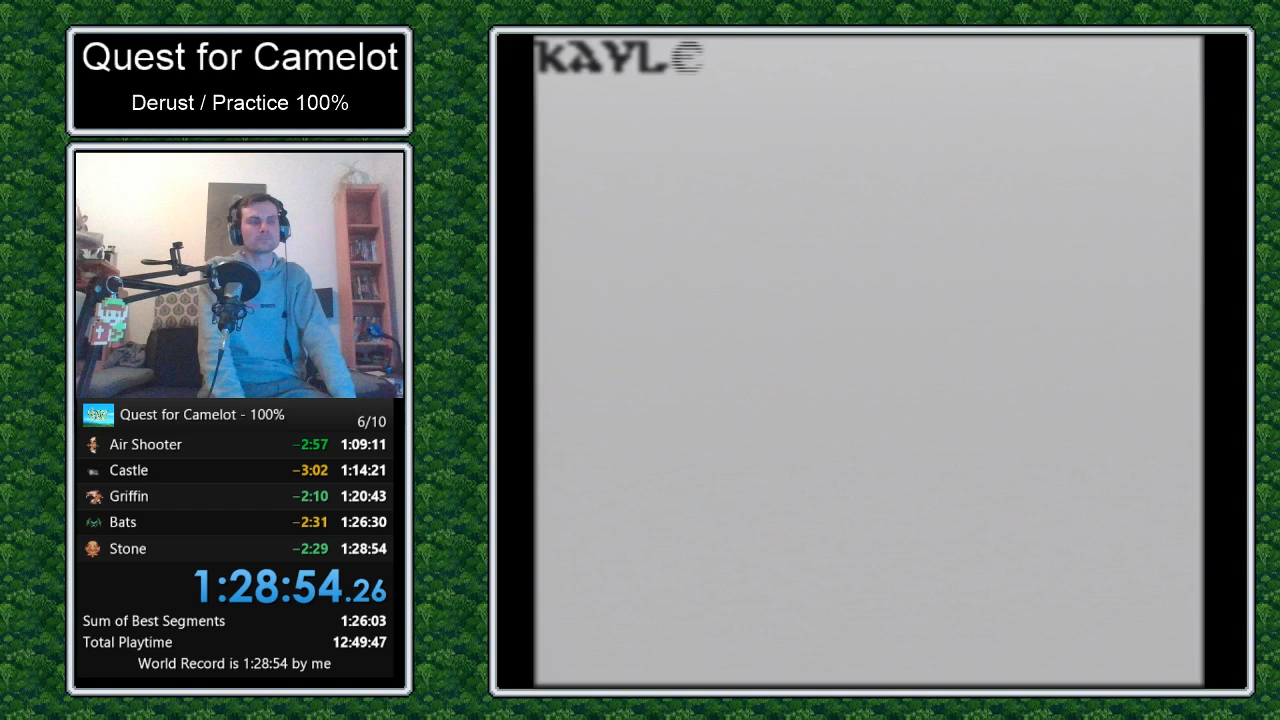 Quest for Camelot
Derust / Practice 100%
KAYL
Quest for Camelot - 100%
6/10
Air Shooter -2:57 1:09:11
Castle -3:02 1:14:21
Griffin -2:10 1:20:43
Bats -2:31 1:26:30
Stone -2:29 1:28:54
1:28:54.26
Sum of Best Segments 1:26:03
Total Playtime 12:49:47
World Record is 1:28:54 by me